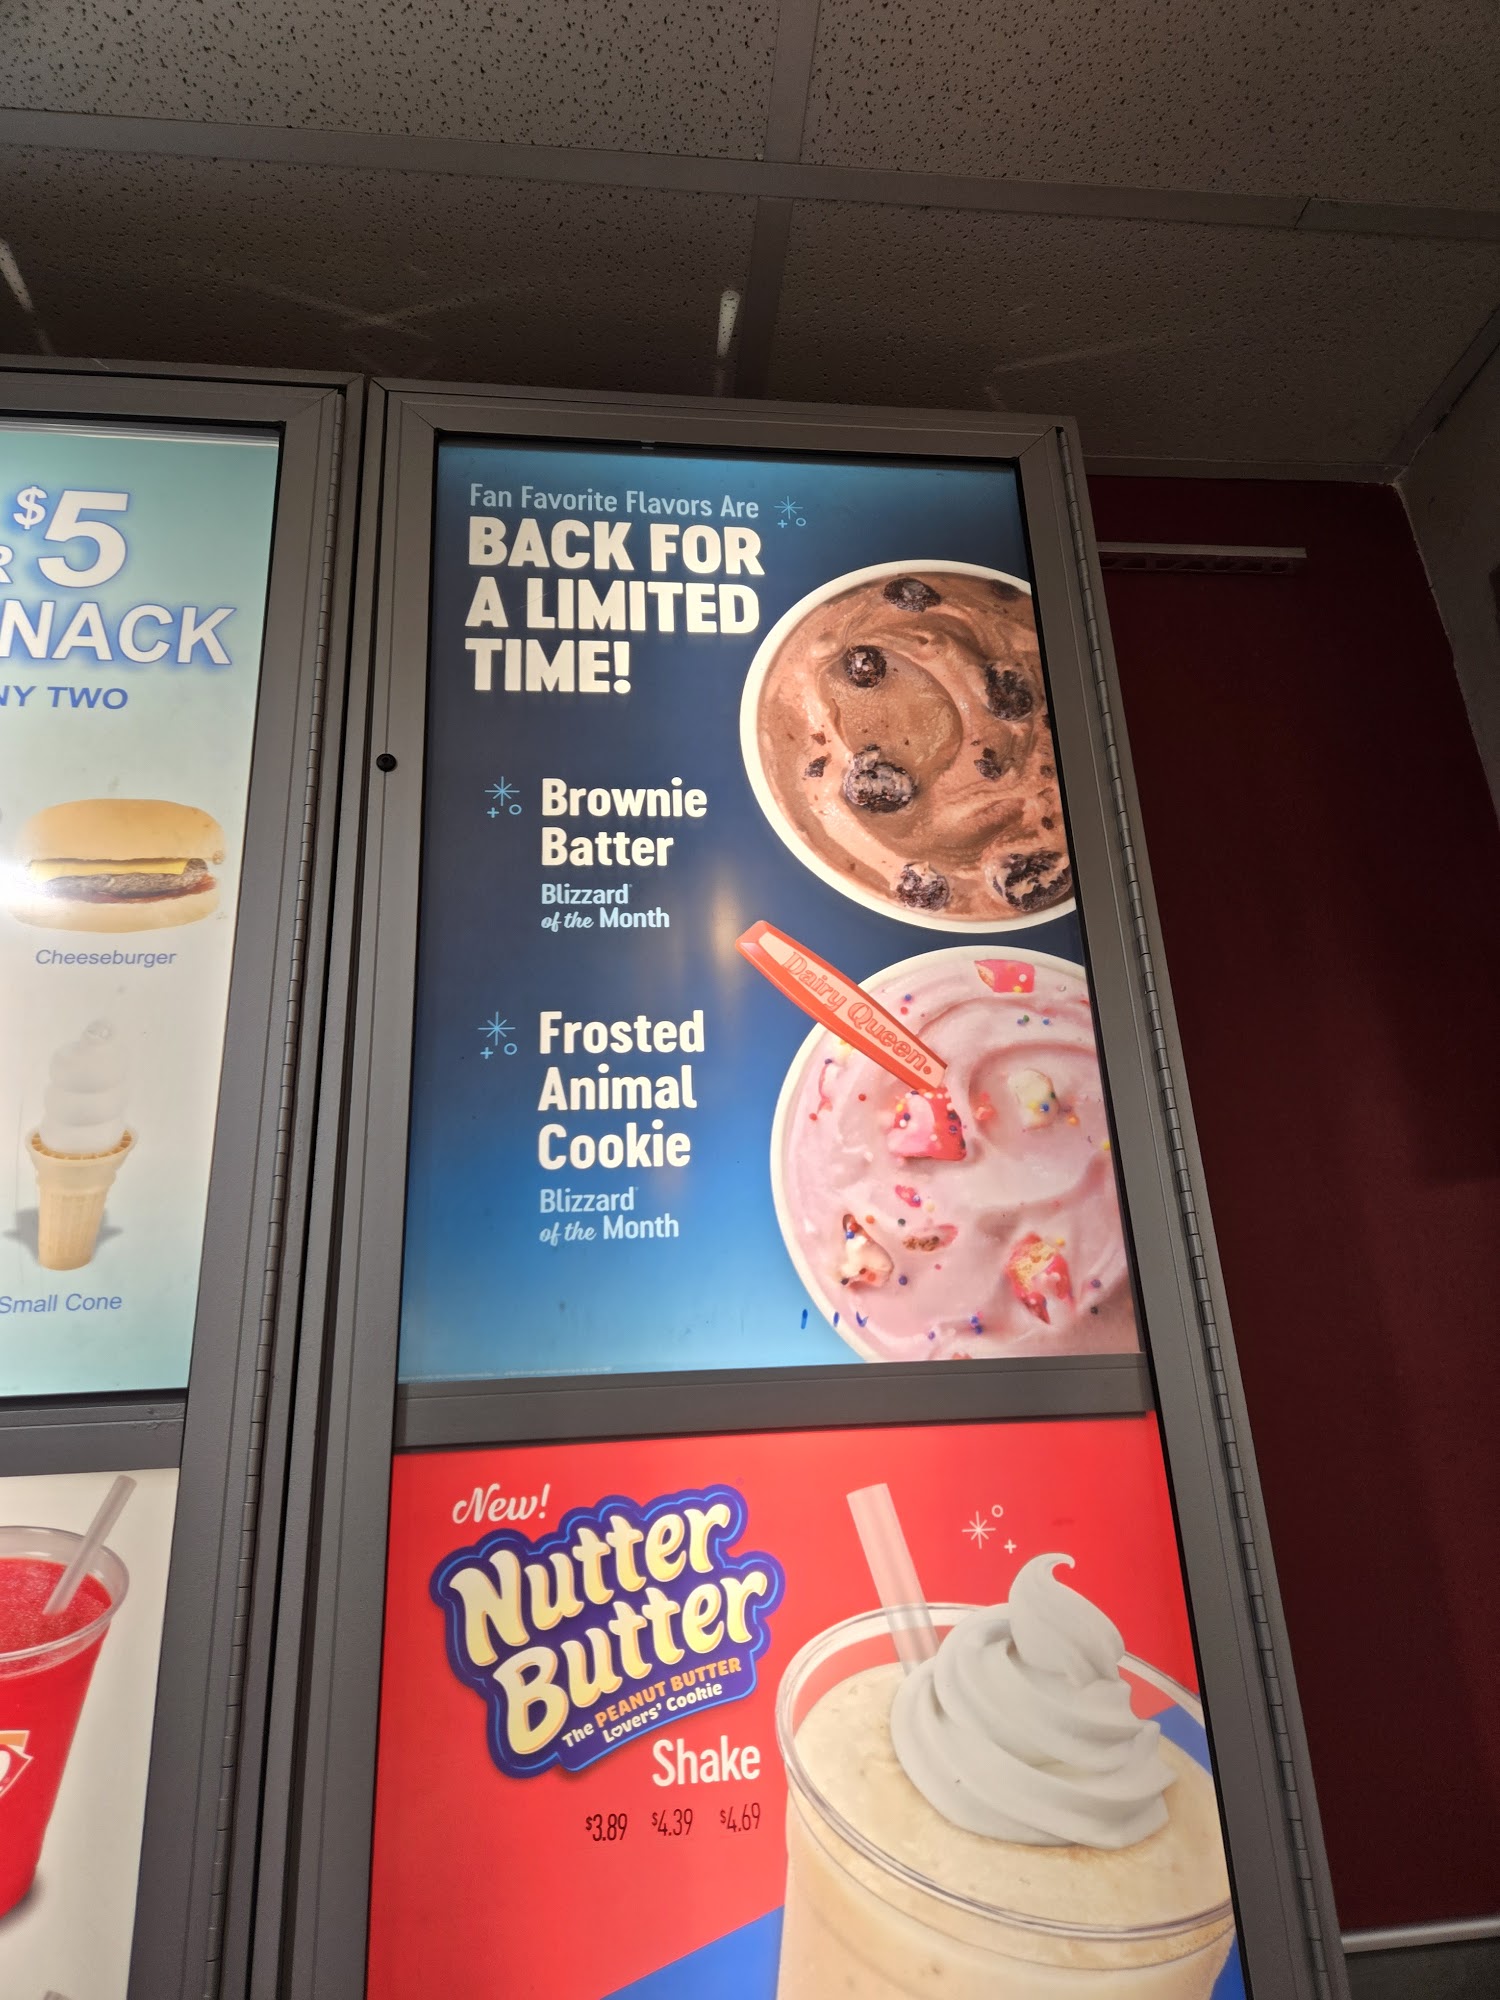 $5
NACK
NY TWO
Cheeseburger
Small Cone
Fan Favorite Flavors Are
BACK FOR
A LIMITED
TIME!
Brownie
Batter
Blizzard
of the Month
Dairy Queen
Frosted
Animal
Cookie
Blizzard
of the Month
New!
Nutter
Butter
The PEANUT BUTTER
Lovers' Cookie
Shake
$3.89 $4.39 $4.69